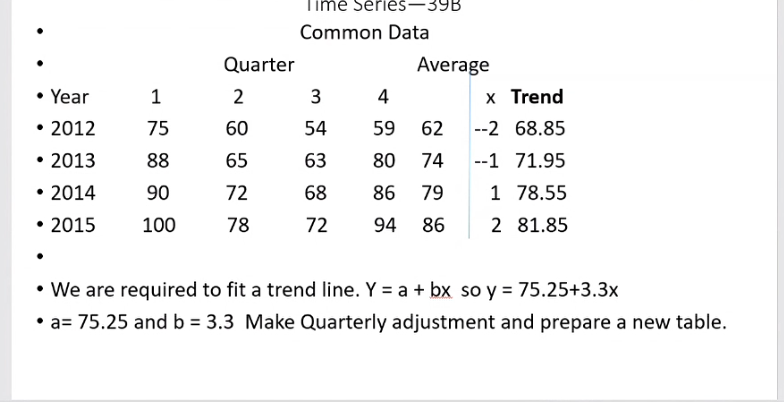 Time Series—39B
• Common Data
• Quarter Average
• Year 1 2 3 4 x Trend
• 2012 75 60 54 59 62 --2 68.85
• 2013 88 65 63 80 74 --1 71.95
• 2014 90 72 68 86 79 1 78.55
• 2015 100 78 72 94 86 2 81.85
•
• We are required to fit a trend line. Y = a + bx so y = 75.25+3.3x
• a= 75.25 and b = 3.3 Make Quarterly adjustment and prepare a new table.